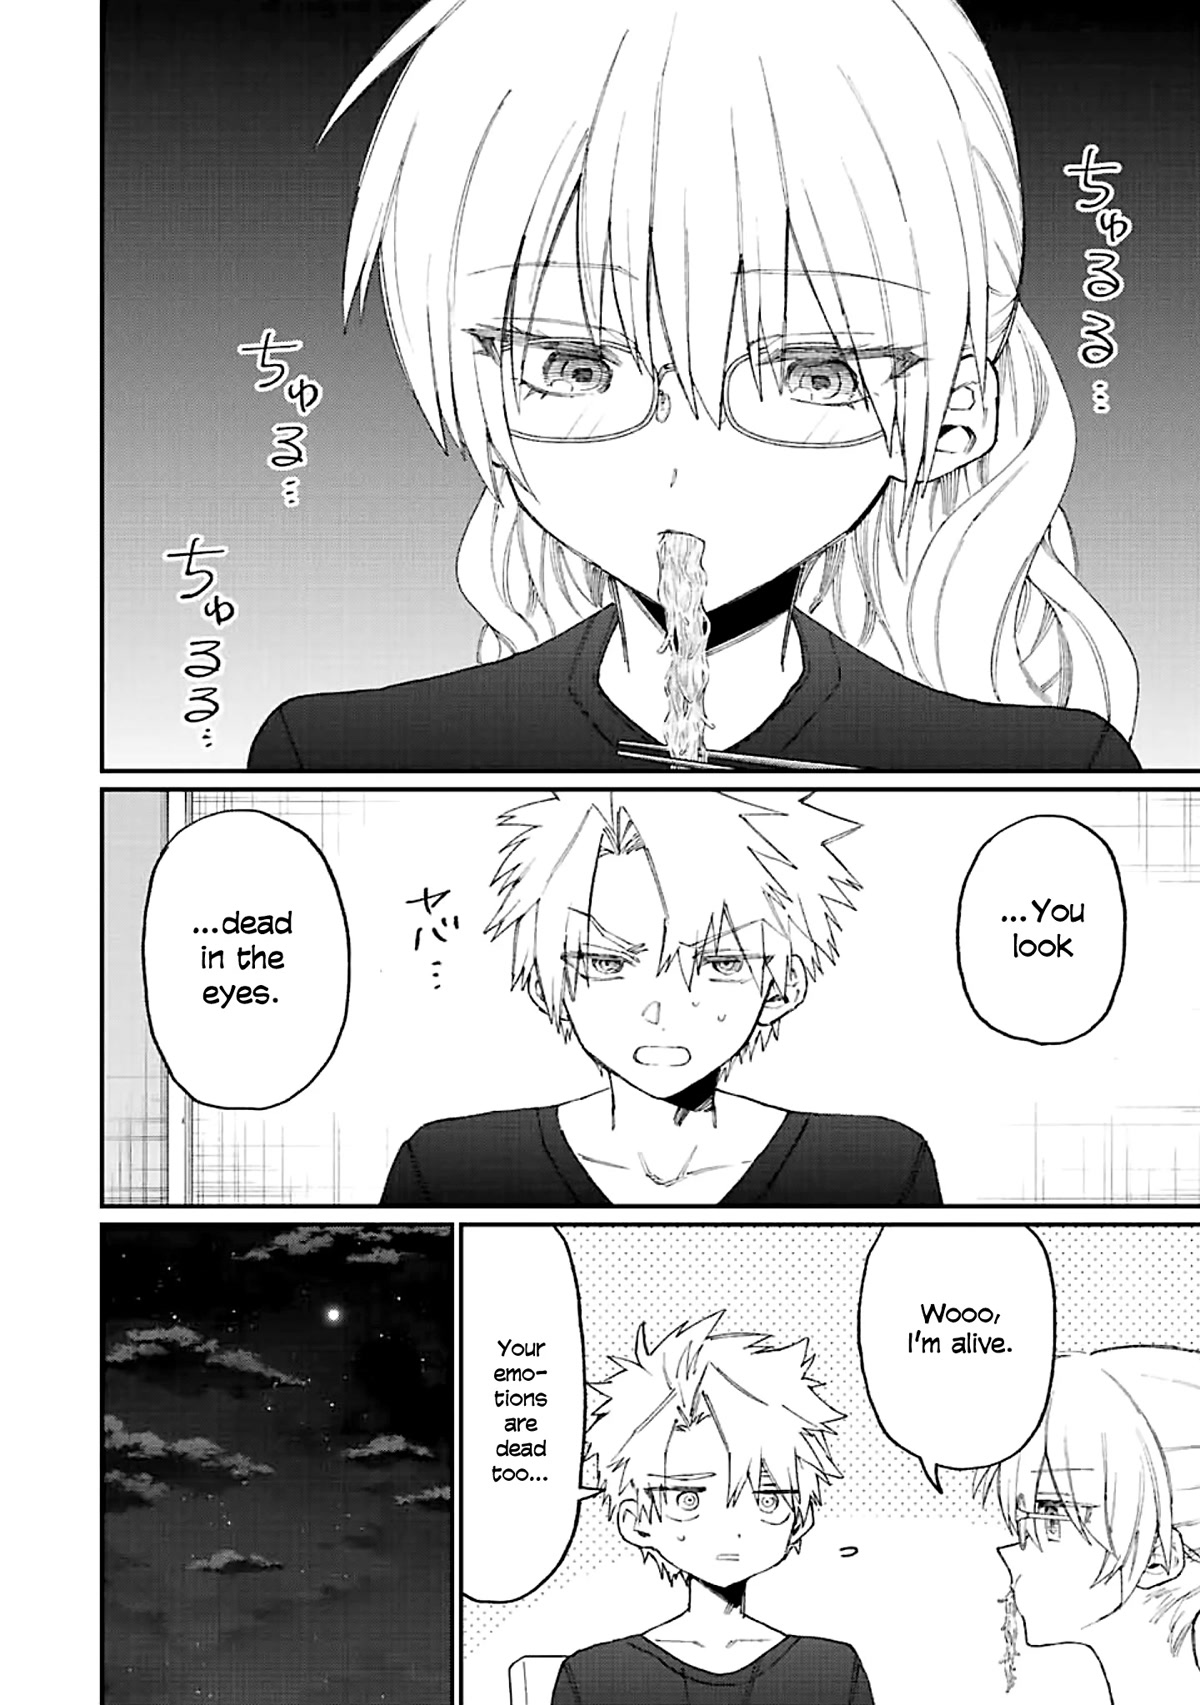 ちゅるる…
ちゅる…
ちゅるる…
...You
look
ヤバ…
...dead
in the
eyes.
Wooo,
I'm alive.
Your
emo-
tions
are
dead
too...